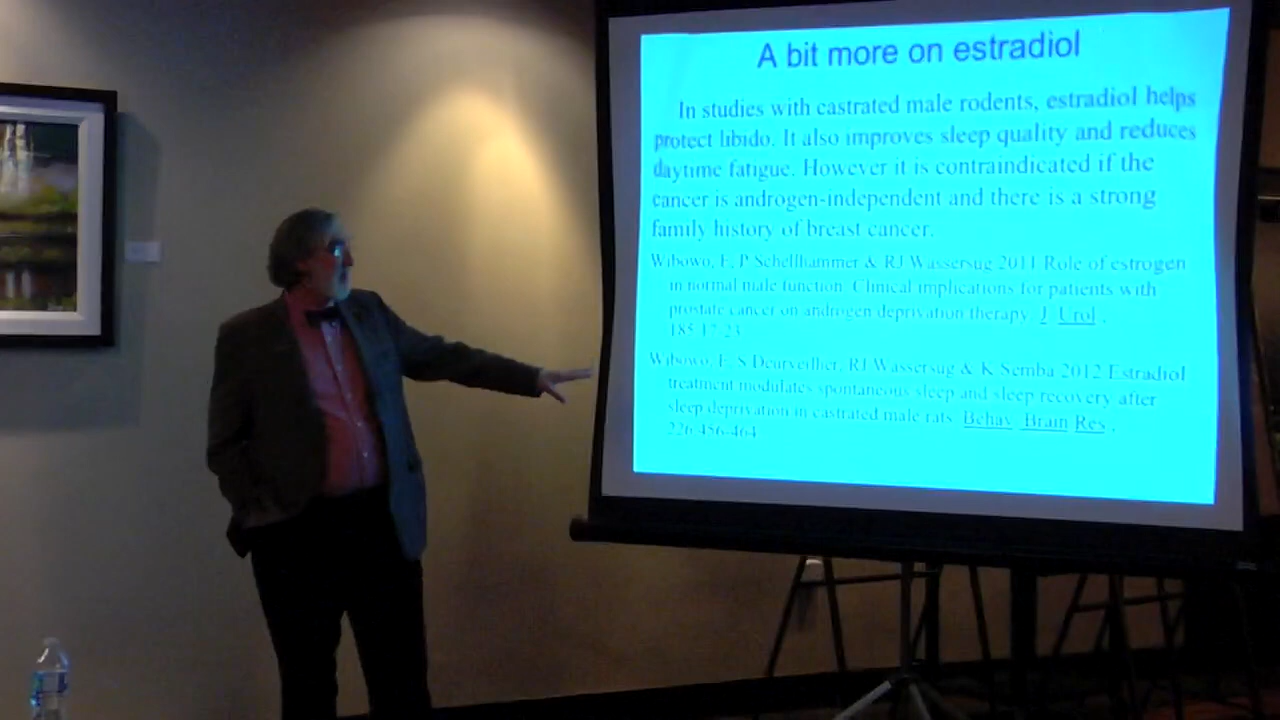 A bit more on estradiol
In studies with castrated male rodents, estradiol helps
protect libido. It also improves sleep quality and reduces
daytime fatigue. However it is contraindicated if the
cancer is androgen-independent and there is a strong
family history of breast cancer.
Wibowo, E, P Schellhammer & RJ Wassersug 2011 Role of estrogen
in normal male function: Clinical implications for patients with
prostate cancer on androgen deprivation therapy. J. Urol.,
185:17-23
Wibowo, E, S Deurveilher, RJ Wassersug & K Semba 2012 Estradiol
treatment modulates spontaneous sleep and sleep recovery after
sleep deprivation in castrated male rats. Behav. Brain Res.,
226:456-464